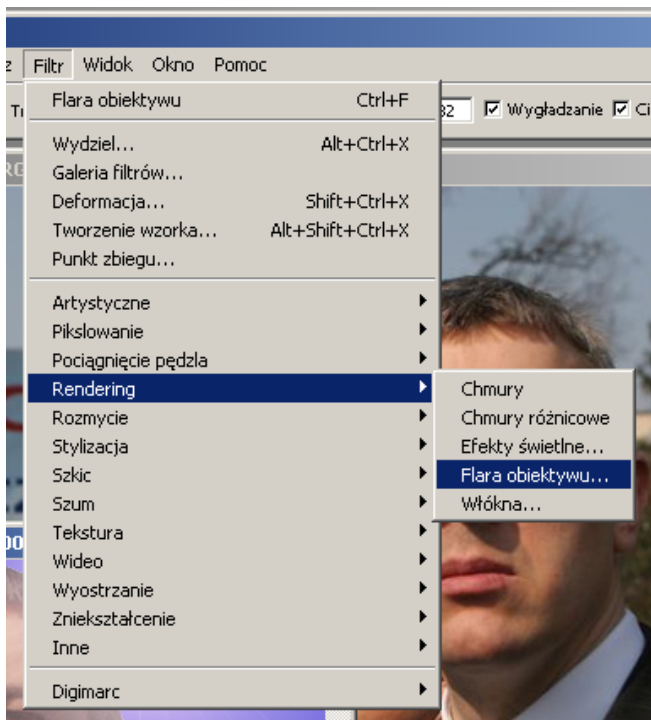 z Filtr Widok Okno Pomoc
Flara obiektywu Ctrl+F
32 Wygładzanie Ci
Wydziel... Alt+Ctrl+X
Galeria filtrów...
Deformacja... Shift+Ctrl+X
Tworzenie wzorka... Alt+Shift+Ctrl+X
Punkt zbiegu...
Artystyczne
Pikslowanie
Pociągnięcie pędzla
Rendering
Chmury
Rozmycie
Chmury różnicowe
Stylizacja
Efekty świetlne...
Szkic
Flara obiektywu...
Szum
Włókna...
Tekstura
Wideo
Wyostrzanie
Zniekształcenie
Inne
Digimarc